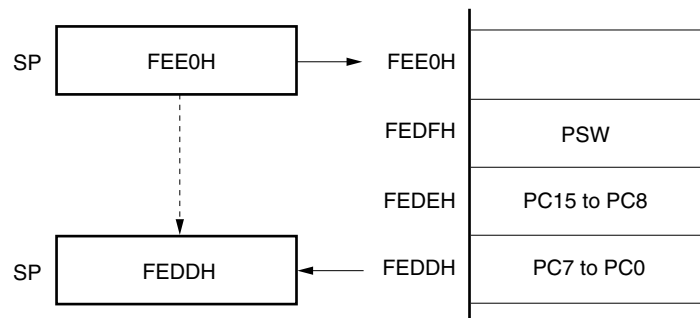 SP FEE0H FEE0H
FEDFH PSW
FEDEH PC15 to PC8
SP FEDDH FEDDH PC7 to PC0